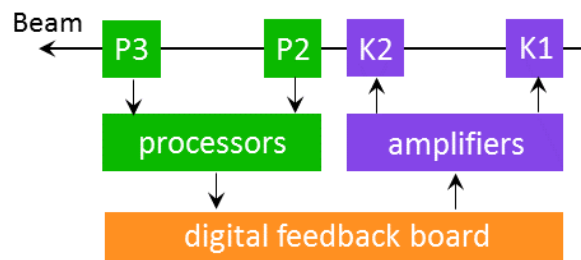 Beam
P3 P2 K2 K1
processors amplifiers
digital feedback board